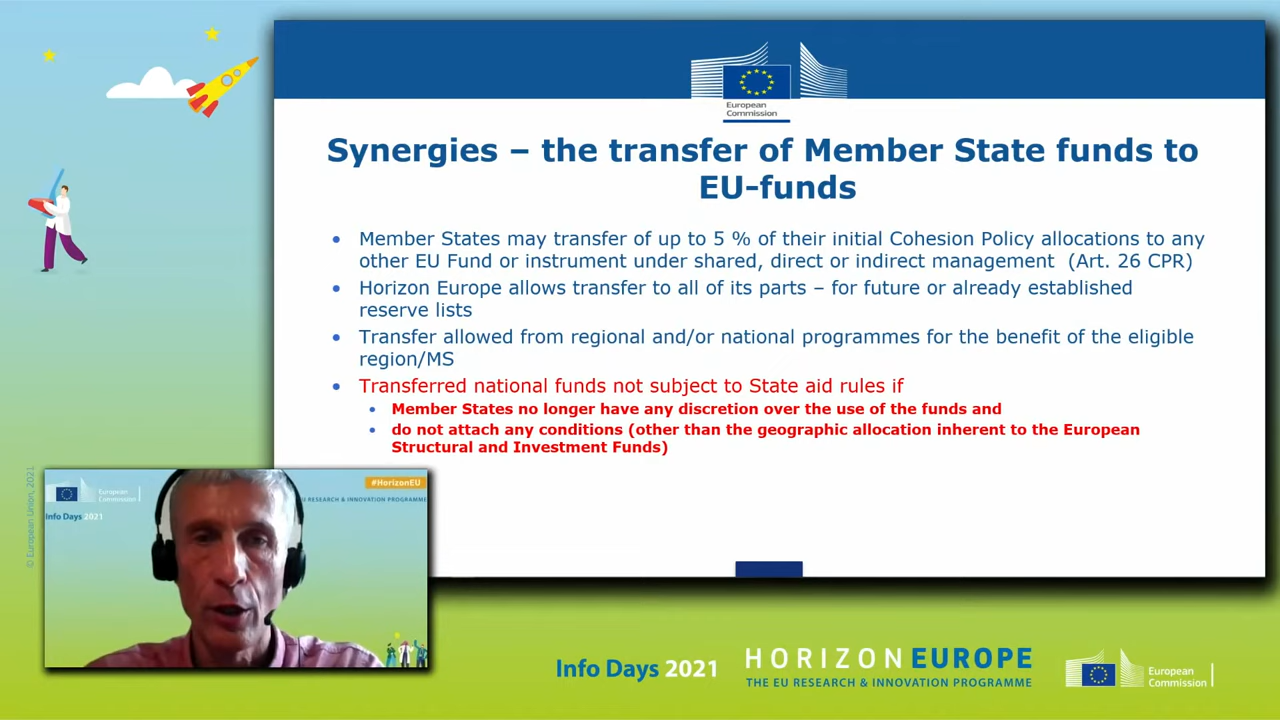 European
Commission
Synergies – the transfer of Member State funds to
EU-funds
• Member States may transfer of up to 5 % of their initial Cohesion Policy allocations to any
other EU Fund or instrument under shared, direct or indirect management (Art. 26 CPR)
• Horizon Europe allows transfer to all of its parts – for future or already established
reserve lists
• Transfer allowed from regional and/or national programmes for the benefit of the eligible
region/MS
• Transferred national funds not subject to State aid rules if
• Member States no longer have any discretion over the use of the funds and
• do not attach any conditions (other than the geographic allocation inherent to the European
Structural and Investment Funds)
© European Union, 2021
European
Commission
#HorizonEU
EU RESEARCH & INNOVATION PROGRAMME
Info Days 2021
Info Days 2021
HORIZON EUROPE
THE EU RESEARCH & INNOVATION PROGRAMME
European
Commission